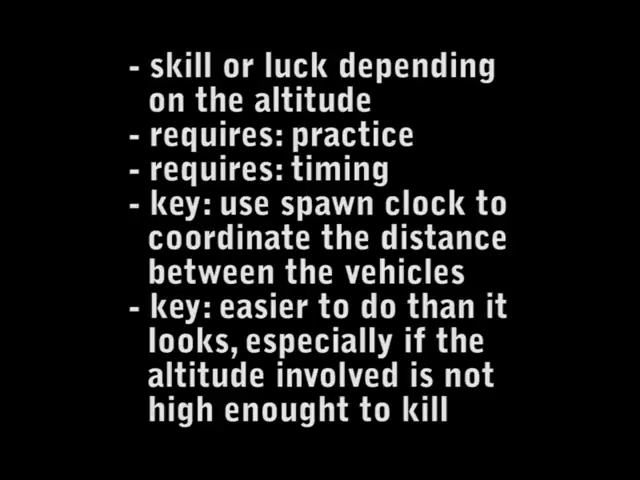 - skill or luck depending
on the altitude
- requires: practice
- requires: timing
- key: use spawn clock to
coordinate the distance
between the vehicles
- key: easier to do than it
looks, especially if the
altitude involved is not
high enought to kill